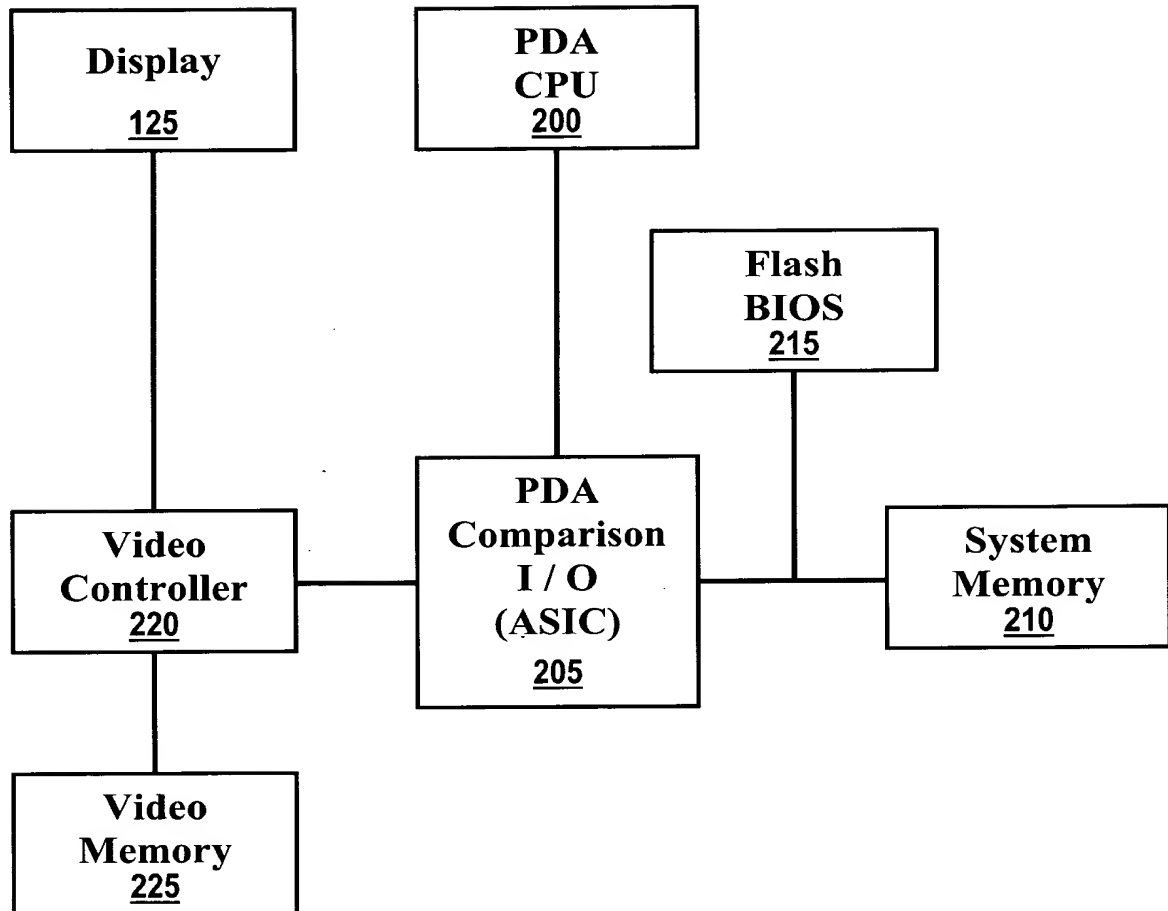 Display
125
PDA
CPU
200
Flash
BIOS
215
Video
Controller
220
PDA
Comparison
I / O
(ASIC)
205
System
Memory
210
Video
Memory
225